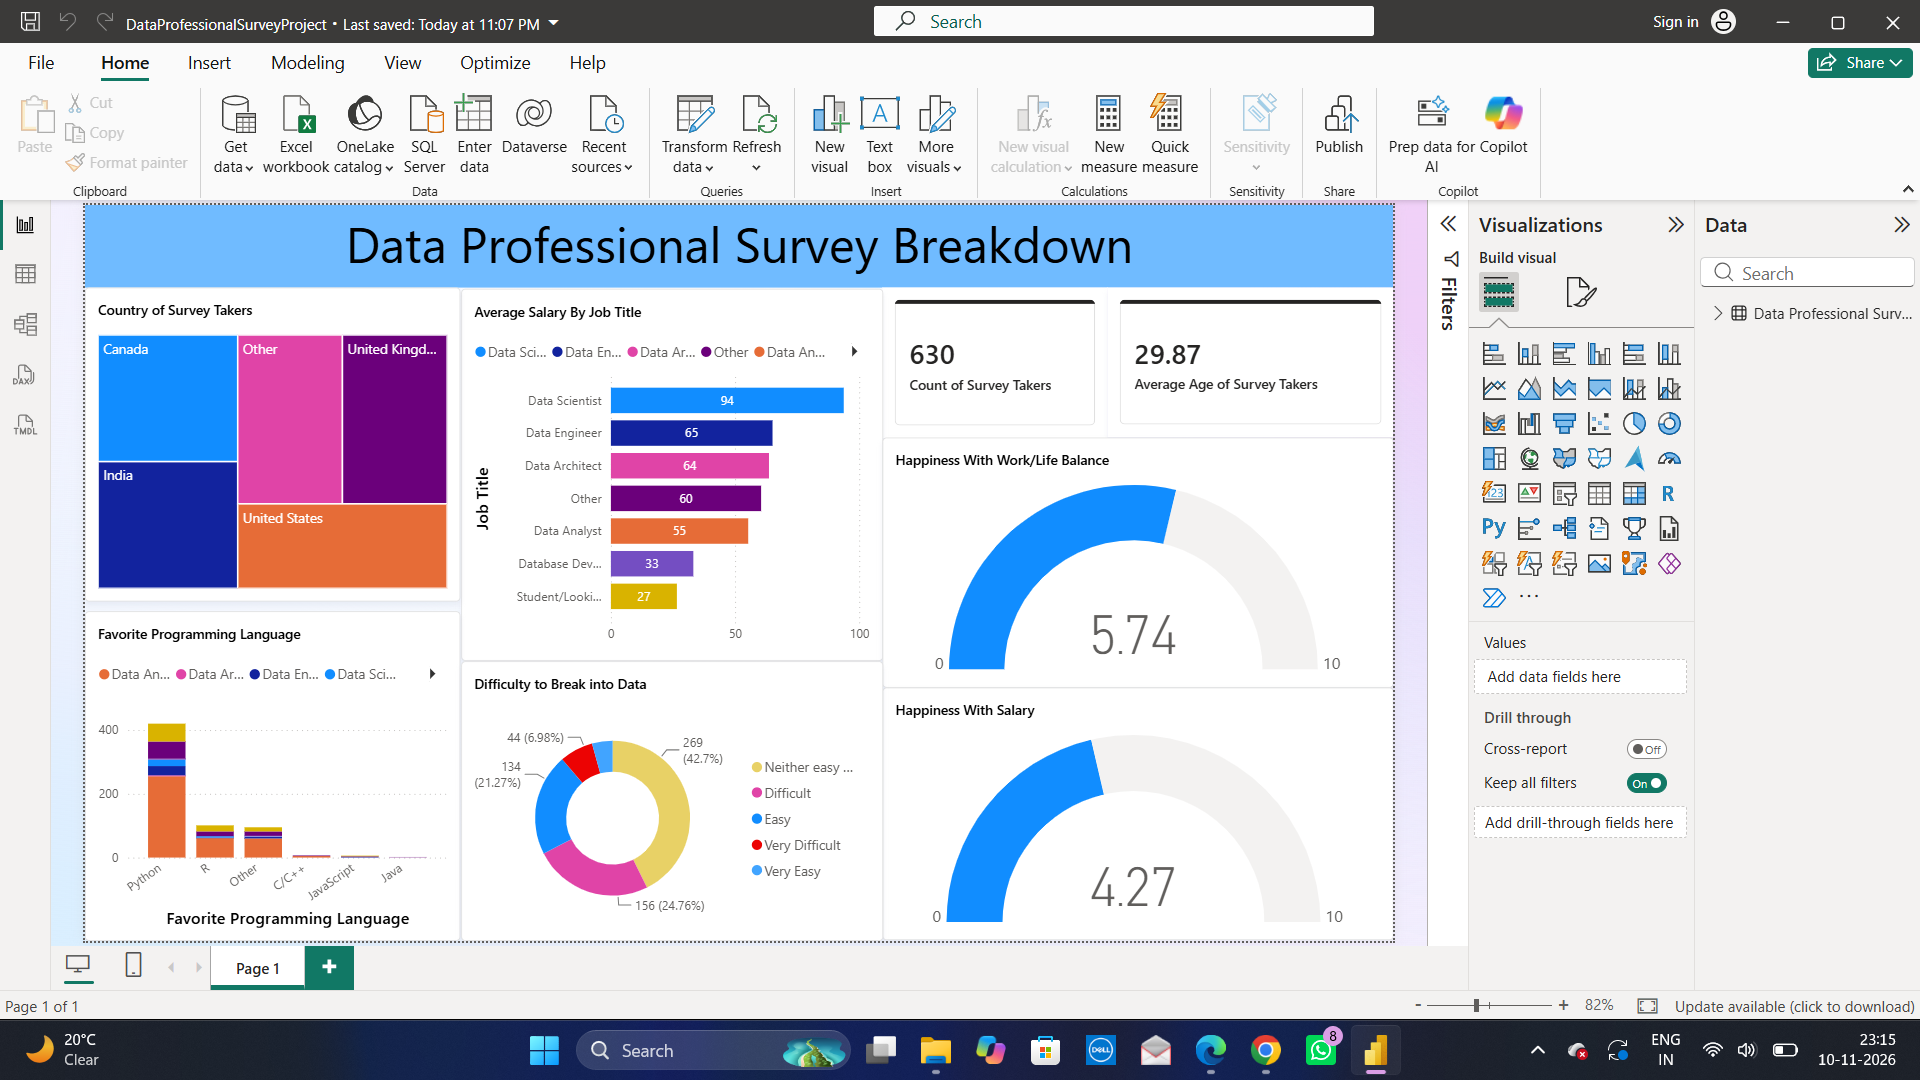 DataProfessionalSurveyProject • Last saved: Today at 11:07 PM
Search
Sign in
File
Home
Insert
Modeling
View
Optimize
Help
Share
Paste
Cut
Copy
Format painter
Clipboard
Get data
Excel workbook
OneLake catalog
SQL Server
Enter data
Dataverse
Recent sources
Data
Transform data
Refresh
Queries
New visual
Text box
More visuals
Insert
New visual calculation
New measure
Quick measure
Calculations
Sensitivity
Sensitivity
Publish
Share
Prep data for AI
Copilot
Copilot
Data Professional Survey Breakdown
Country of Survey Takers
Canada
Other
United Kingd...
India
United States
Average Salary By Job Title
Data Sci...
Data En...
Data Ar...
Other
Data An...
Job Title
Data Scientist
94
Data Engineer
65
Data Architect
64
Other
60
Data Analyst
55
Database Dev...
33
Student/Looki...
27
0
50
100
630
Count of Survey Takers
29.87
Average Age of Survey Takers
Happiness With Work/Life Balance
5.74
0
10
Favorite Programming Language
Data An...
Data Ar...
Data En...
Data Sci...
400
200
0
Python
R
Other
C/C++
JavaScript
Java
Favorite Programming Language
Difficulty to Break into Data
44 (6.98%)
269
(42.7%)
134
(21.27%)
156 (24.76%)
Neither easy ...
Difficult
Easy
Very Difficult
Very Easy
Happiness With Salary
4.27
0
10
Filters
Visualizations
Build visual
123
R
Py
Values
Add data fields here
Drill through
Cross-report
Off
Keep all filters
On
Add drill-through fields here
Data
Search
Data Professional Surv...
DAX
TMDL
Page 1
Page 1 of 1
- + 82%
Update available (click to download)
20°C
Clear
Search
DELL
8
ENG
IN
23:15
10-11-2026